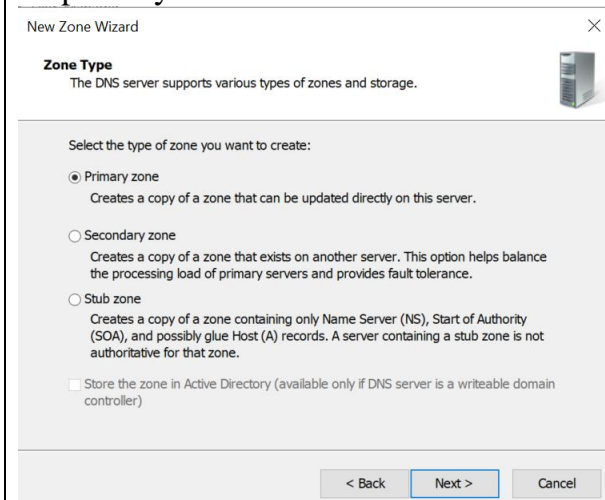 New Zone Wizard
Zone Type
The DNS server supports various types of zones and storage.
Select the type of zone you want to create:
Primary zone
Creates a copy of a zone that can be updated directly on this server.
Secondary zone
Creates a copy of a zone that exists on another server. This option helps balance
the processing load of primary servers and provides fault tolerance.
Stub zone
Creates a copy of a zone containing only Name Server (NS), Start of Authority
(SOA), and possibly glue Host (A) records. A server containing a stub zone is not
authoritative for that zone.
Store the zone in Active Directory (available only if DNS server is a writeable domain
controller)
< Back Next > Cancel